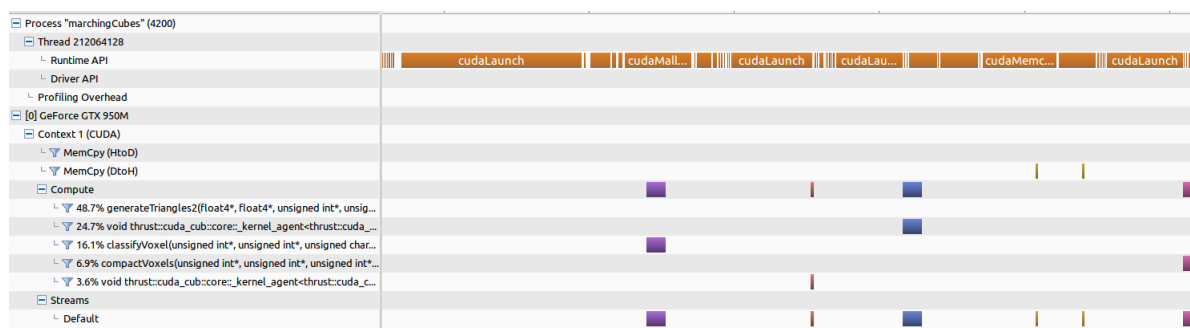 Process "marchingCubes" (4200)
Thread 212064128
Runtime API
cudaLaunch cudaMall... cudaLaunch cudaLau... cudaMemc... cudaLaunch
Driver API
Profiling Overhead
[0] GeForce GTX 950M
Context 1 (CUDA)
MemCpy (HtoD)
MemCpy (DtoH)
Compute
48.7% generateTriangles2(float4*, float4*, unsigned int*, unsig...
24.7% void thrust::cuda_cub::core::_kernel_agent<thrust::cuda_...
16.1% classifyVoxel(unsigned int*, unsigned int*, unsigned char...
6.9% compactVoxels(unsigned int*, unsigned int*, unsigned int*...
3.6% void thrust::cuda_cub::core::_kernel_agent<thrust::cuda_c...
Streams
Default